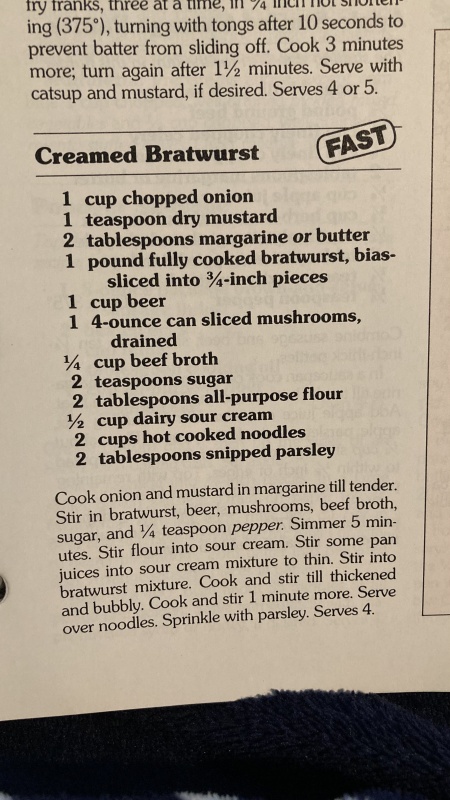 fry franks, three at a time, in ¾ inch hot shorten-
ing (375°), turning with tongs after 10 seconds to
prevent batter from sliding off. Cook 3 minutes
more; turn again after 1½ minutes. Serve with
catsup and mustard, if desired. Serves 4 or 5.
Creamed Bratwurst
FAST
1 cup chopped onion
1 teaspoon dry mustard
2 tablespoons margarine or butter
1 pound fully cooked bratwurst, bias-
sliced into ¾-inch pieces
1 cup beer
1 4-ounce can sliced mushrooms,
drained
¼ cup beef broth
2 teaspoons sugar
2 tablespoons all-purpose flour
½ cup dairy sour cream
2 cups hot cooked noodles
2 tablespoons snipped parsley
Cook onion and mustard in margarine till tender.
Stir in bratwurst, beer, mushrooms, beef broth,
sugar, and ¼ teaspoon pepper. Simmer 5 min-
utes. Stir flour into sour cream. Stir some pan
juices into sour cream mixture to thin. Stir into
bratwurst mixture. Cook and stir till thickened
and bubbly. Cook and stir 1 minute more. Serve
over noodles. Sprinkle with parsley. Serves 4.